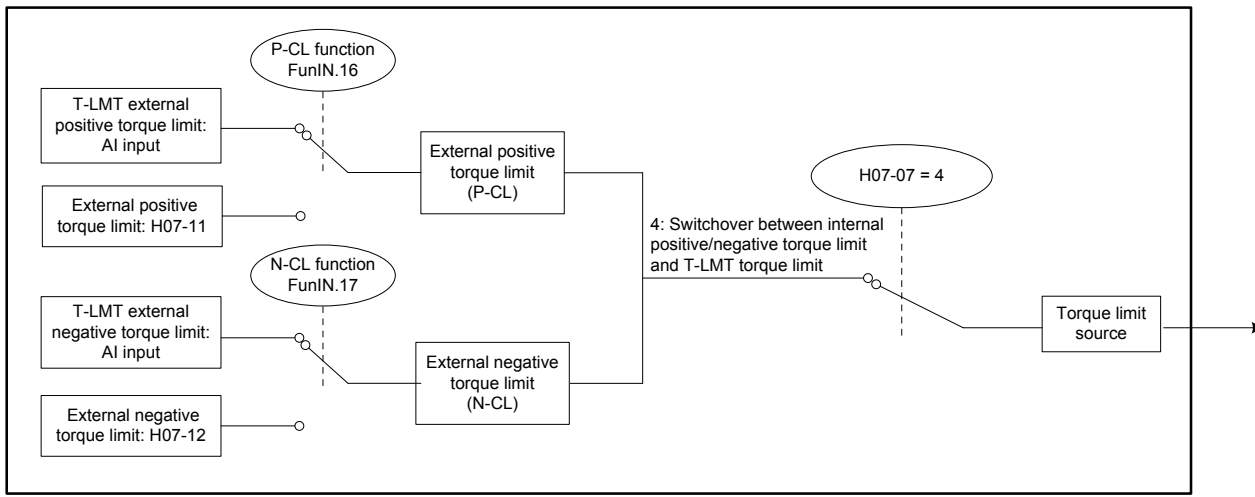 P-CL function
FunIN.16
T-LMT external
positive torque limit:
AI input
External positive
torque limit
(P-CL)
H07-07 = 4
External positive
torque limit: H07-11
4: Switchover between internal
positive/negative torque limit
and T-LMT torque limit
N-CL function
FunIN.17
T-LMT external
negative torque limit:
AI input
Torque limit
source
External negative
torque limit
(N-CL)
External negative
torque limit: H07-12